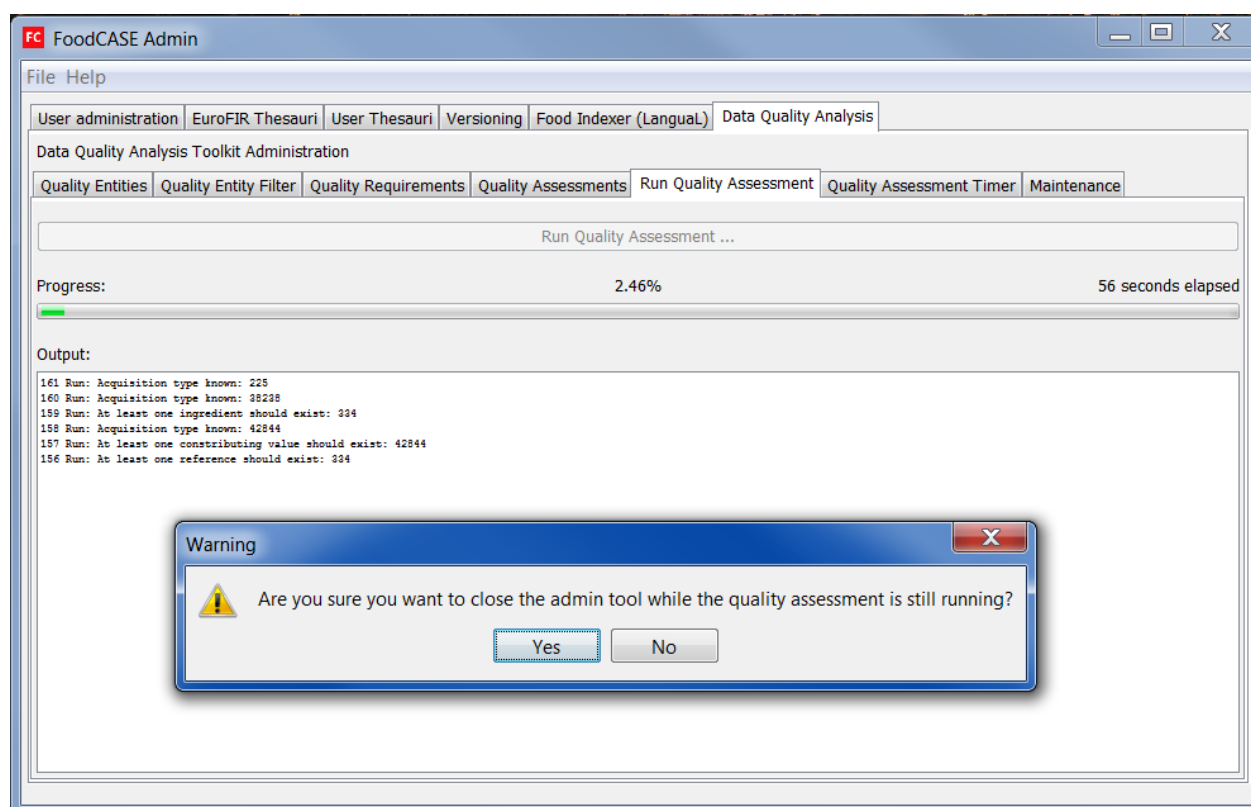 FC FoodCASE Admin
File Help
User administration EuroFIR Thesauri User Thesauri Versioning Food Indexer (LanguaL) Data Quality Analysis
Data Quality Analysis Toolkit Administration
Quality Entities Quality Entity Filter Quality Requirements Quality Assessments Run Quality Assessment Quality Assessment Timer Maintenance
Run Quality Assessment ...
Progress: 2.46% 56 seconds elapsed
Output:
161 Run: Acquisition type known: 225
160 Run: Acquisition type known: 38238
159 Run: At least one ingredient should exist: 334
158 Run: Acquisition type known: 42844
157 Run: At least one constributing value should exist: 42844
156 Run: At least one reference should exist: 334
Warning
Are you sure you want to close the admin tool while the quality assessment is still running?
Yes No